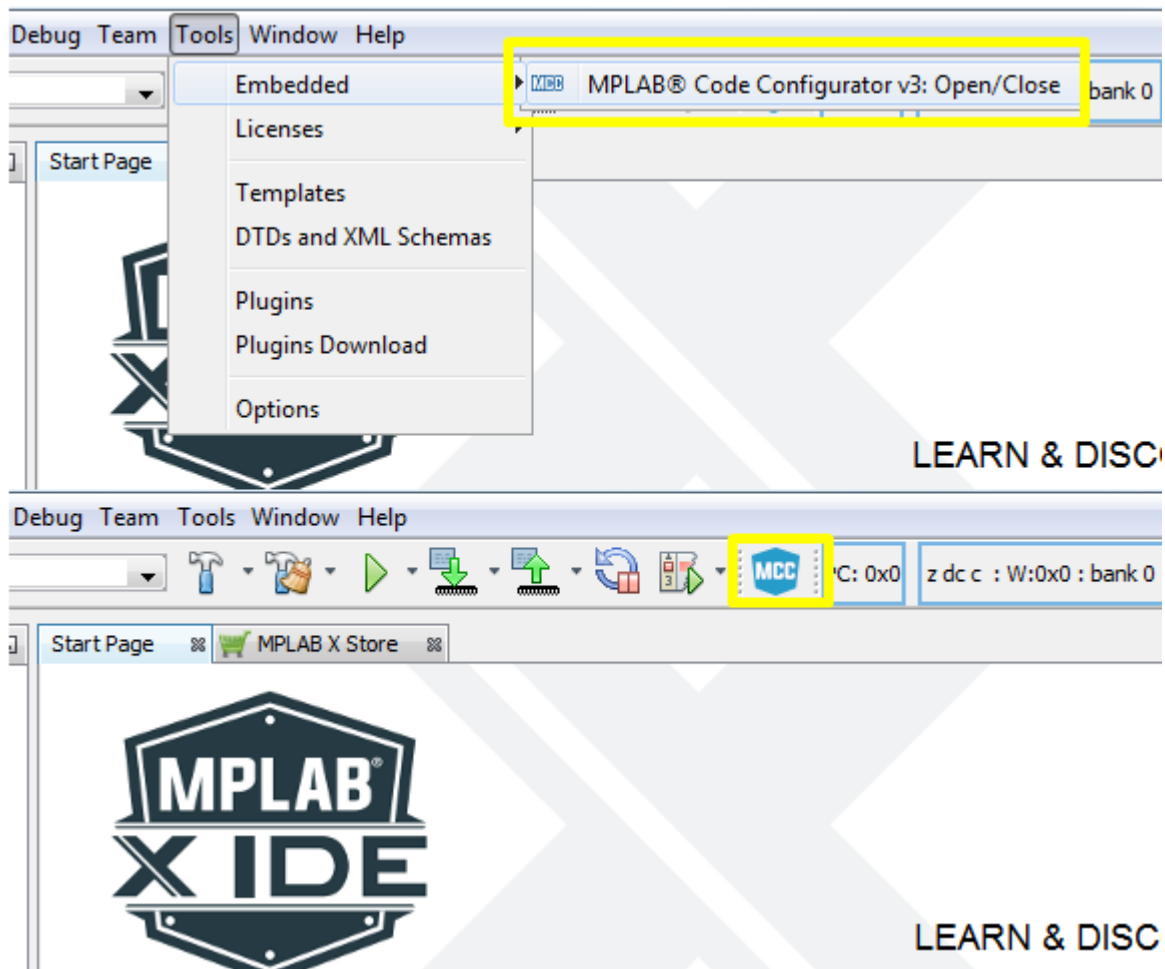 Debug Team Tools Window Help
Embedded
MCC MPLAB® Code Configurator v3: Open/Close
bank 0
Licenses
Start Page
Templates
DTDs and XML Schemas
Plugins
Plugins Download
Options
LEARN & DISC
Debug Team Tools Window Help
MCC
C: 0x0
z dc c : W:0x0 : bank 0
Start Page
MPLAB X Store
MPLAB®
X IDE
LEARN & DISC